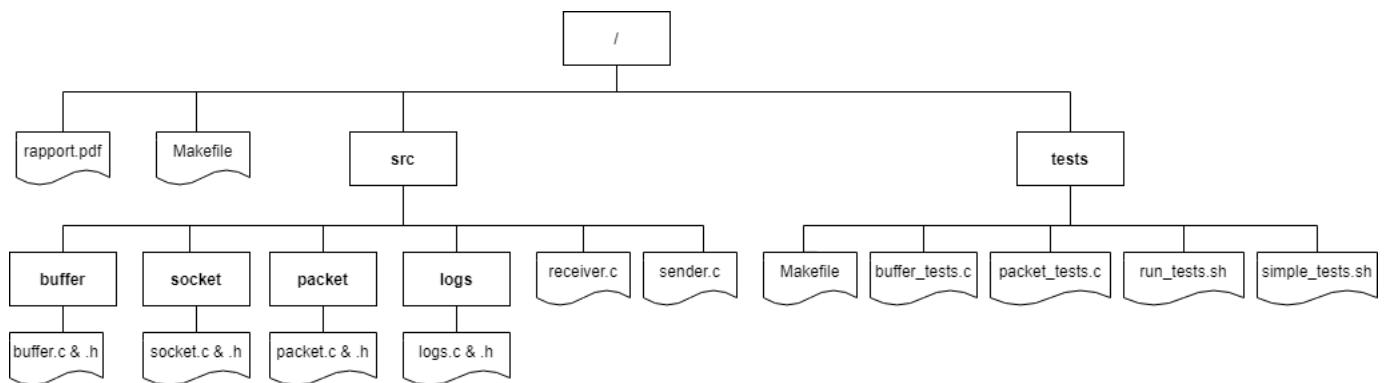 /
rapport.pdf
Makefile
src
tests
buffer
socket
packet
logs
receiver.c
sender.c
Makefile
buffer_tests.c
packet_tests.c
run_tests.sh
simple_tests.sh
buffer.c & .h
socket.c & .h
packet.c & .h
logs.c & .h